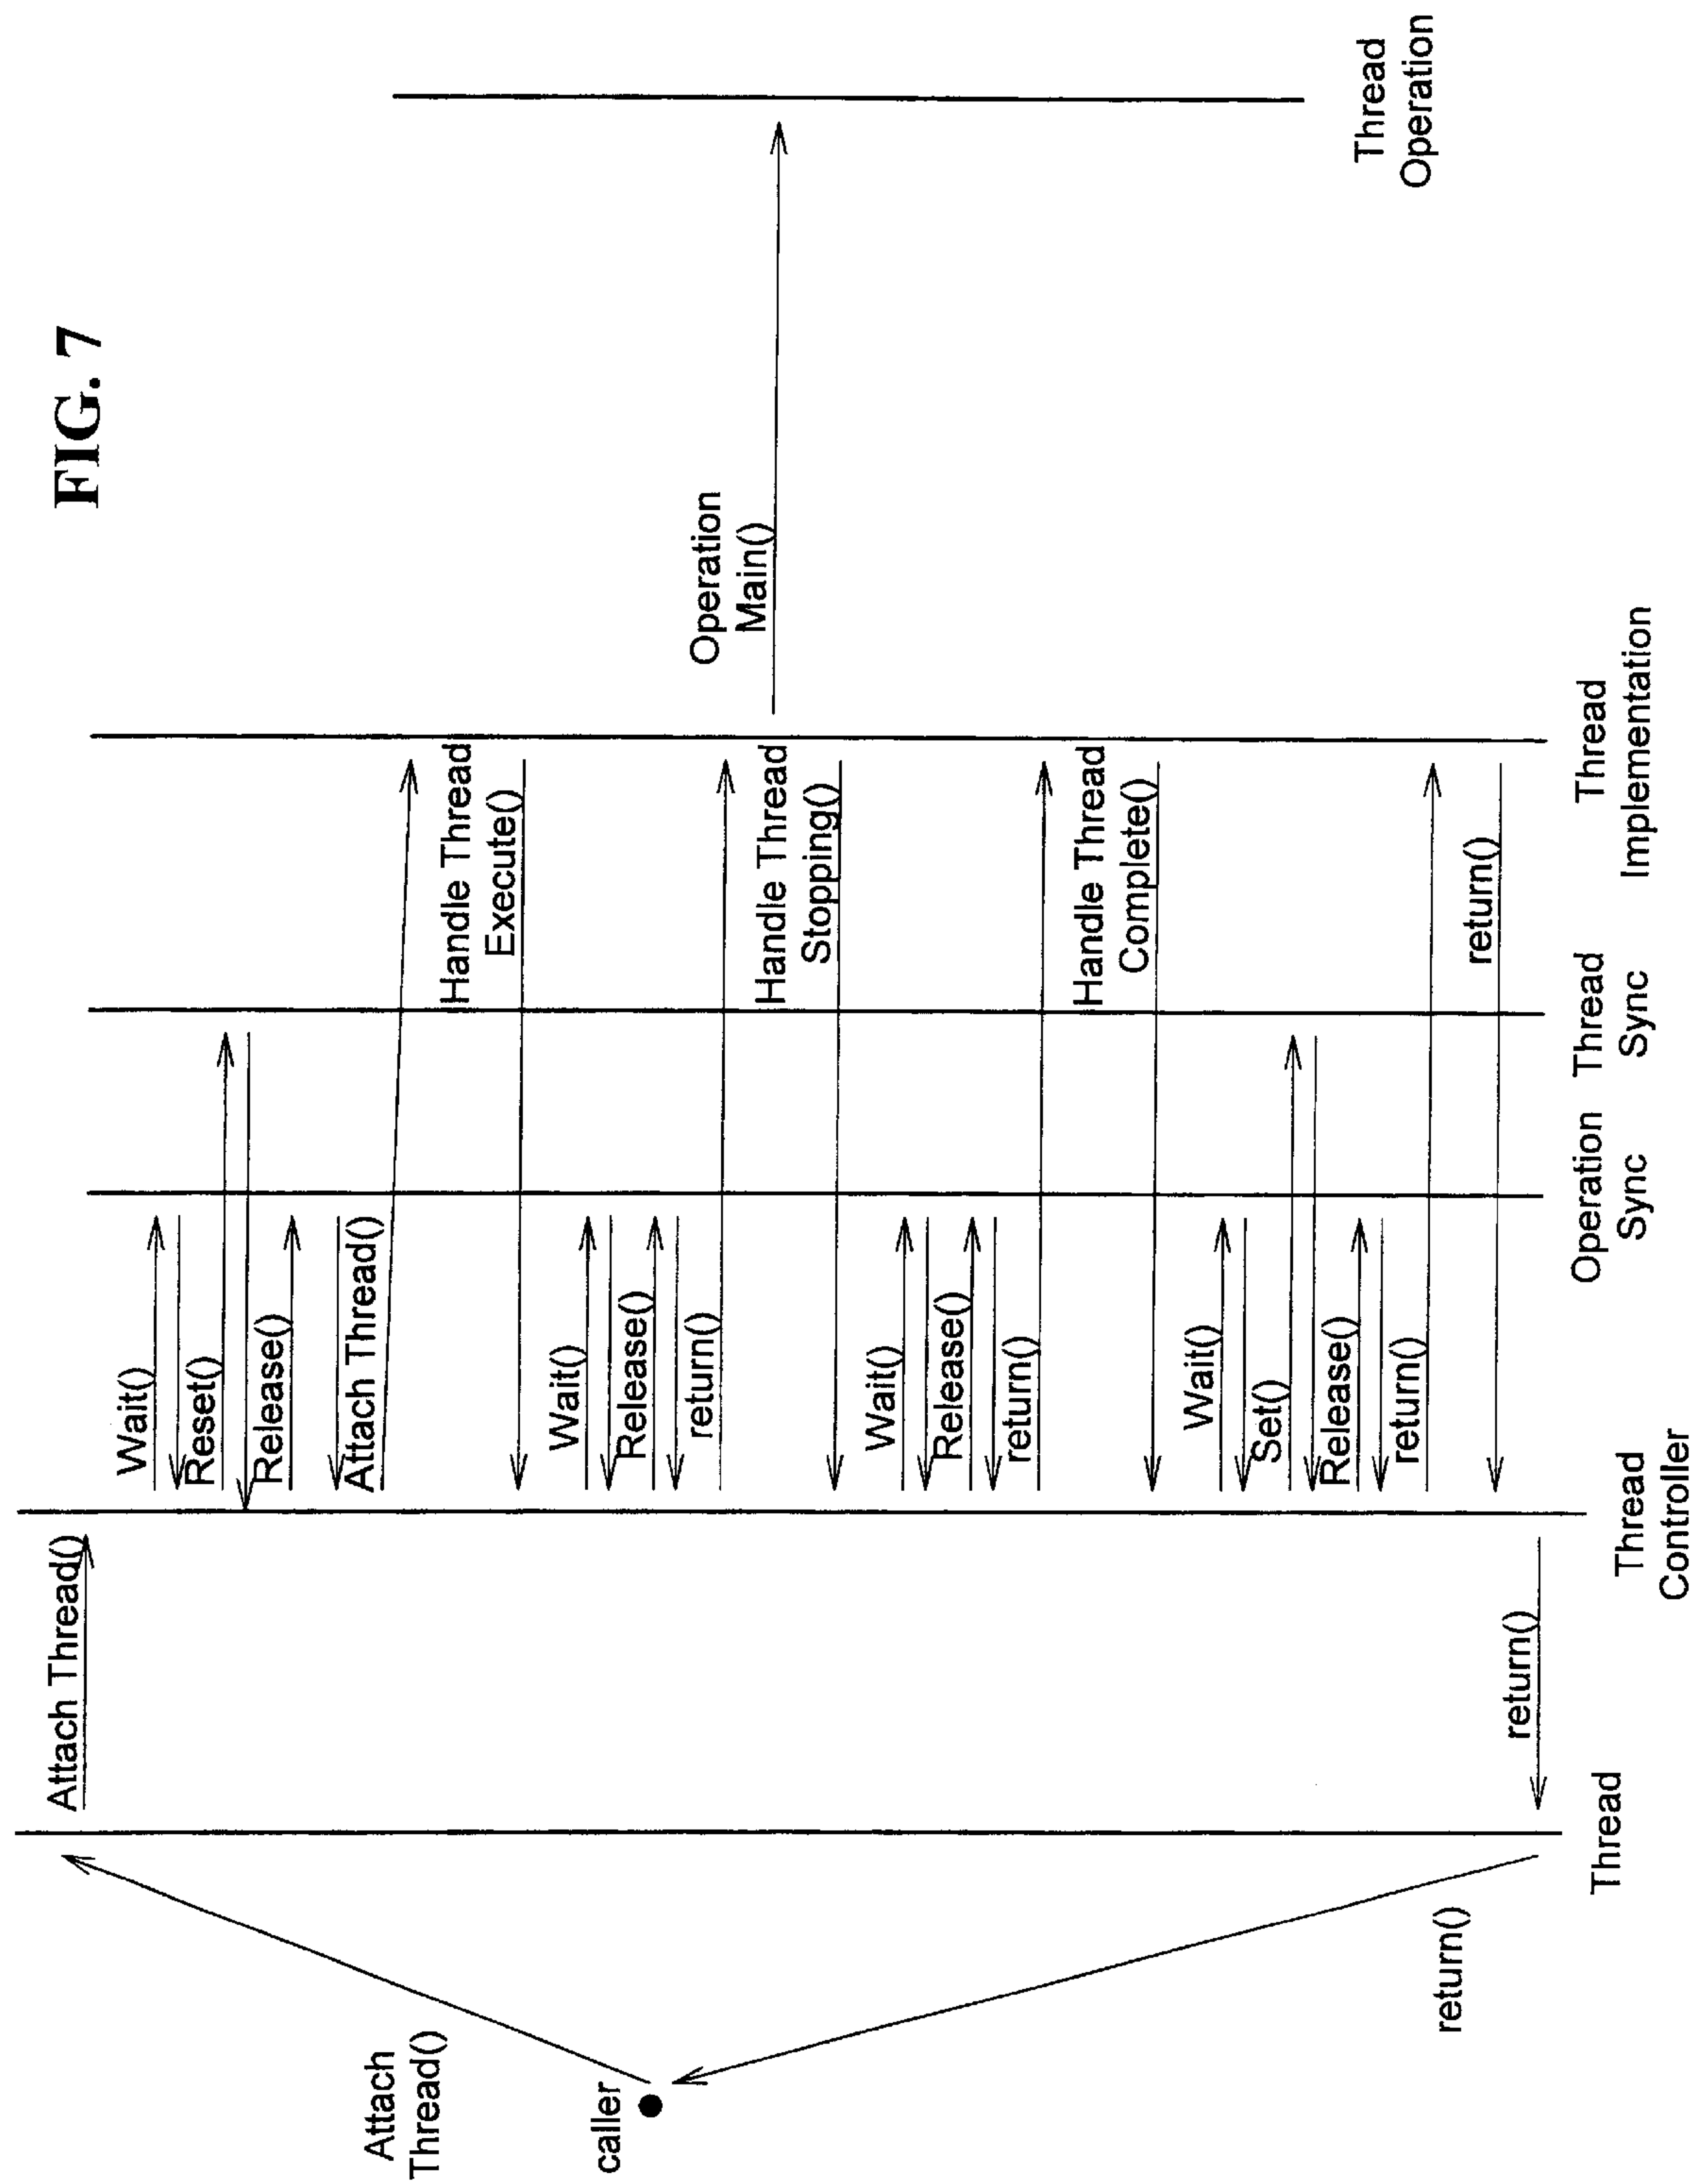 FIG. 7
Attach
Thread()
caller
return()
Attach Thread()
return()
Wait()
Reset()
Release()
Attach Thread()
Handle Thread
Execute()
Wait()
Release()
return()
Operation
Main()
Handle Thread
Stopping()
Wait()
Release()
return()
Handle Thread
Complete()
Wait()
Set()
Release()
return()
return()
Thread
Thread
Controller
Operation
Sync
Thread
Sync
Thread
Implementation
Thread
Operation